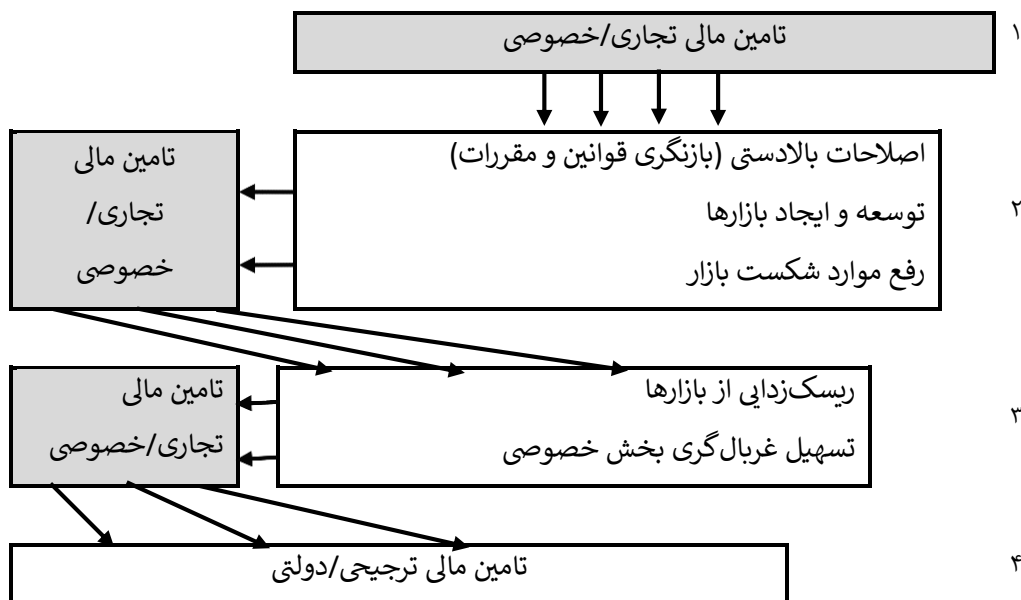 ۱
تامین مالی تجاری/خصوصی
۲
اصلاحات بالادستی (بازنگری قوانین و مقررات)
توسعه و ایجاد بازارها
رفع موارد شکست بازار
تامین مالی
تجاری/
خصوصی
۳
ریسک‌زدایی از بازارها
تسهیل غربال‌گری بخش خصوصی
تامین مالی
تجاری/خصوصی
۴
تامین مالی ترجیحی/دولتی